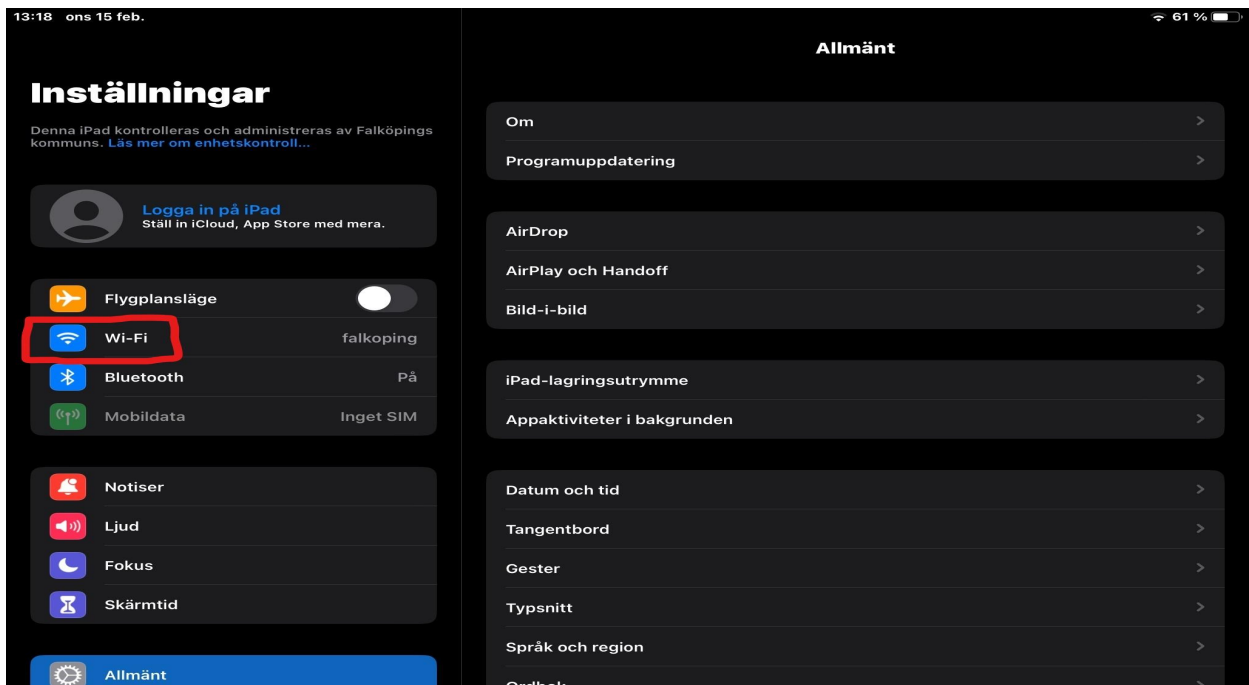 13:18 ons 15 feb.
61 %
Inställningar
Denna iPad kontrolleras och administreras av Falköpings
kommuns. Läs mer om enhetskontroll...
Logga in på iPad
Ställ in iCloud, App Store med mera.
Flygplansläge
Wi-Fi falkoping
Bluetooth På
Mobildata Inget SIM
Notiser
Ljud
Fokus
Skärmtid
Allmänt
Allmänt
Om
Programuppdatering
AirDrop
AirPlay och Handoff
Bild-i-bild
iPad-lagringsutrymme
Appaktiviteter i bakgrunden
Datum och tid
Tangentbord
Gester
Typsnitt
Språk och region
Ordbok